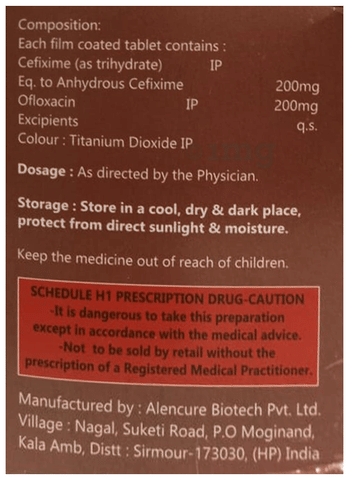 Composition:
Each film coated tablet contains :
Cefixime (as trihydrate) IP
Eq. to Anhydrous Cefixime 200mg
Ofloxacin IP 200mg
Excipients q.s.
Colour : Titanium Dioxide IP
Dosage : As directed by the Physician.
Storage : Store in a cool, dry & dark place,
protect from direct sunlight & moisture.
Keep the medicine out of reach of children.
SCHEDULE H1 PRESCRIPTION DRUG-CAUTION
-It is dangerous to take this preparation
except in accordance with the medical advice.
-Not to be sold by retail without the
prescription of a Registered Medical Practitioner.
Manufactured by : Alencure Biotech Pvt. Ltd.
Village : Nagal, Suketi Road, P.O Moginand,
Kala Amb, Distt : Sirmour-173030, (HP) India